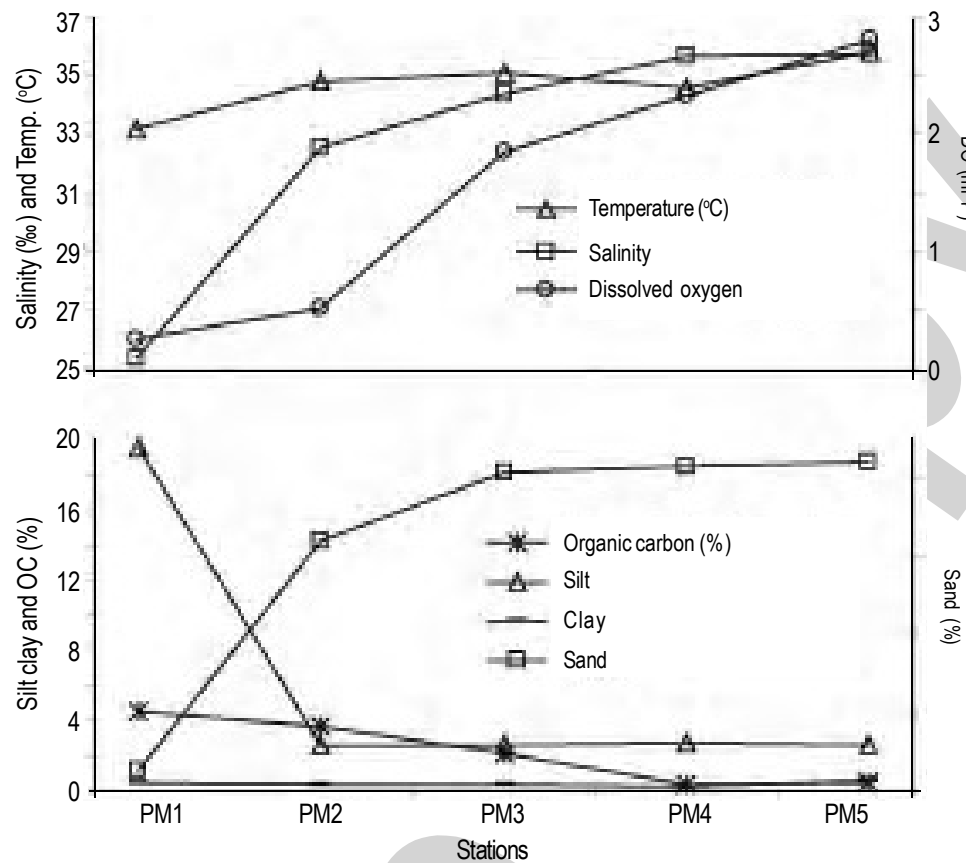 37
35
33
31
29
27
25
Salinity (‰) and Temp. (ºC)
3
2
1
0
Temperature (ºC)
Salinity
Dissolved oxygen
20
16
12
8
4
0
Silt clay and OC (%)
Organic carbon (%)
Silt
Clay
Sand
Sand (%)
PM1 PM2 PM3 PM4 PM5
Stations